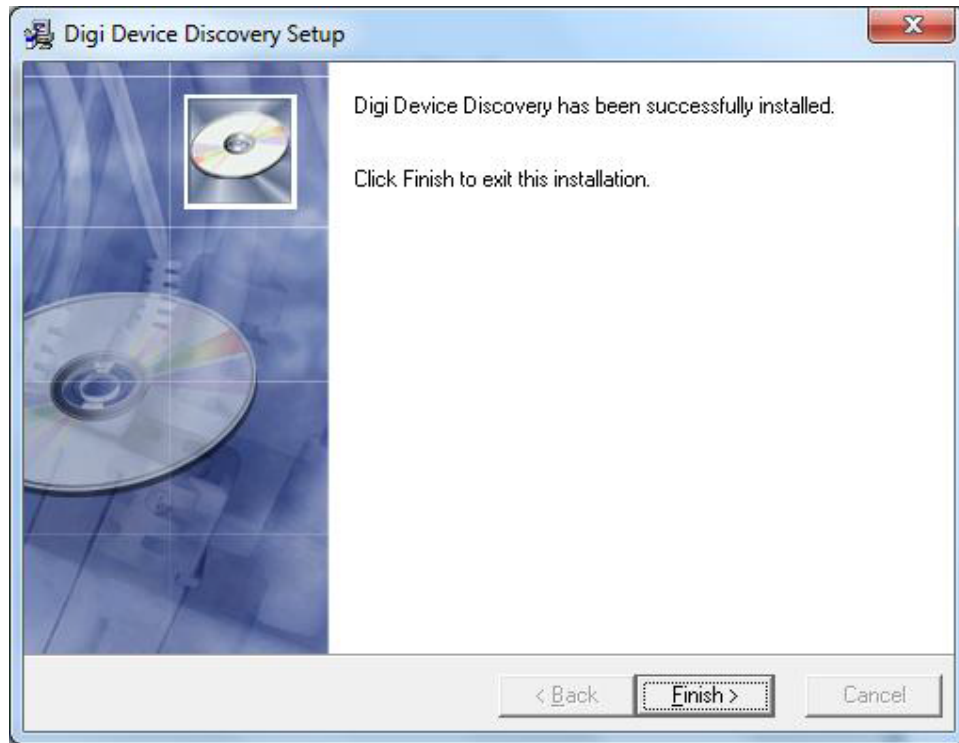 Digi Device Discovery Setup
Digi Device Discovery has been successfully installed.
Click Finish to exit this installation.
< Back
Finish >
Cancel